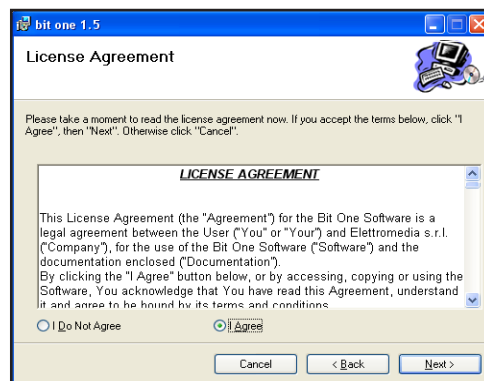 bit one 1.5
License Agreement
Please take a moment to read the license agreement now. If you accept the terms below, click "I
Agree", then "Next". Otherwise click "Cancel".
LICENSE AGREEMENT
This License Agreement (the "Agreement") for the Bit One Software is a
legal agreement between the User ("You" or "Your") and Elettromedia s.r.l.
("Company"), for the use of the Bit One Software ("Software") and the
documentation enclosed ("Documentation").
By clicking the "I Agree" button below, or by accessing, copying or using the
Software, You acknowledge that You have read this Agreement, understand
it and agree to be bound by its terms and conditions.
I Do Not Agree
I Agree
Cancel
< Back
Next >